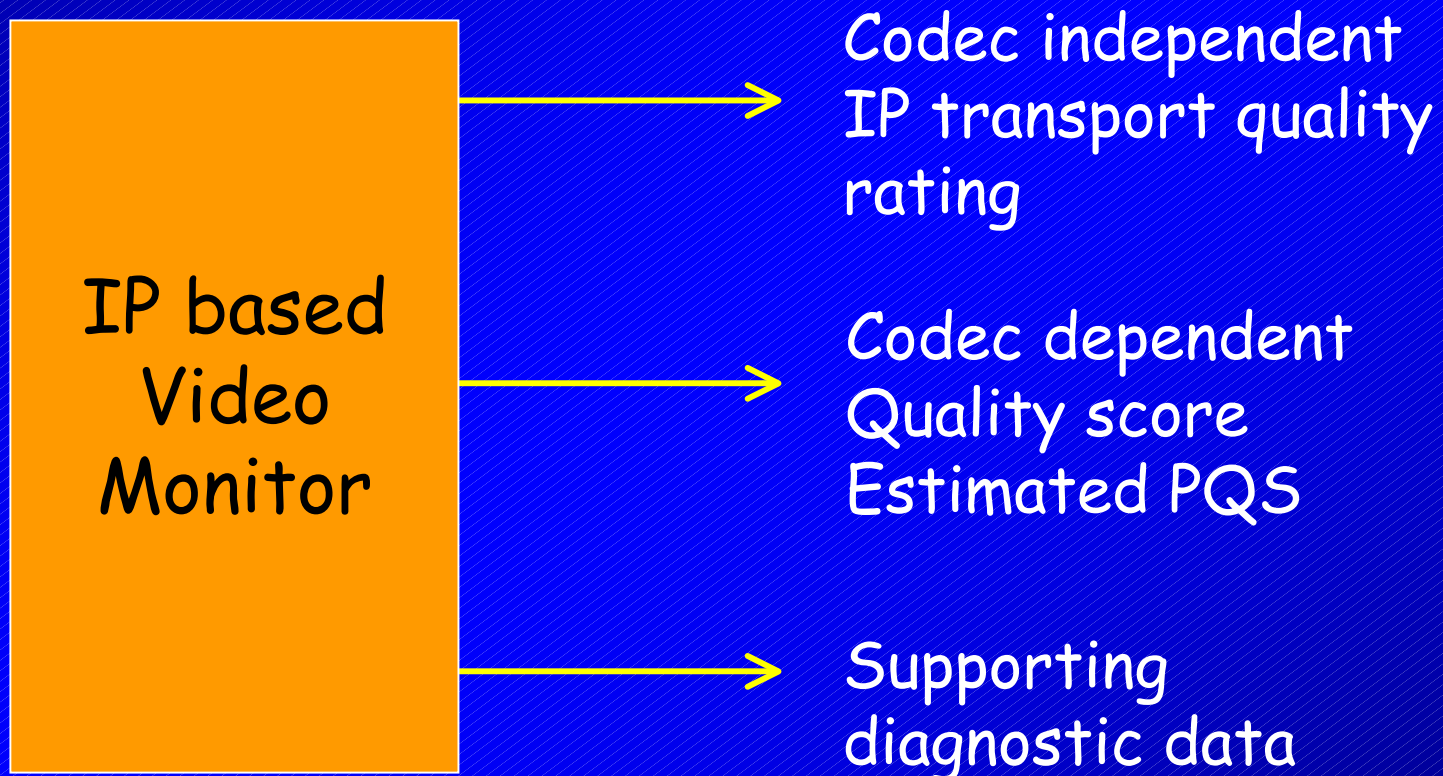 IP based
Video
Monitor
Codec independent
IP transport quality
rating
Codec dependent
Quality score
Estimated PQS
Supporting
diagnostic data